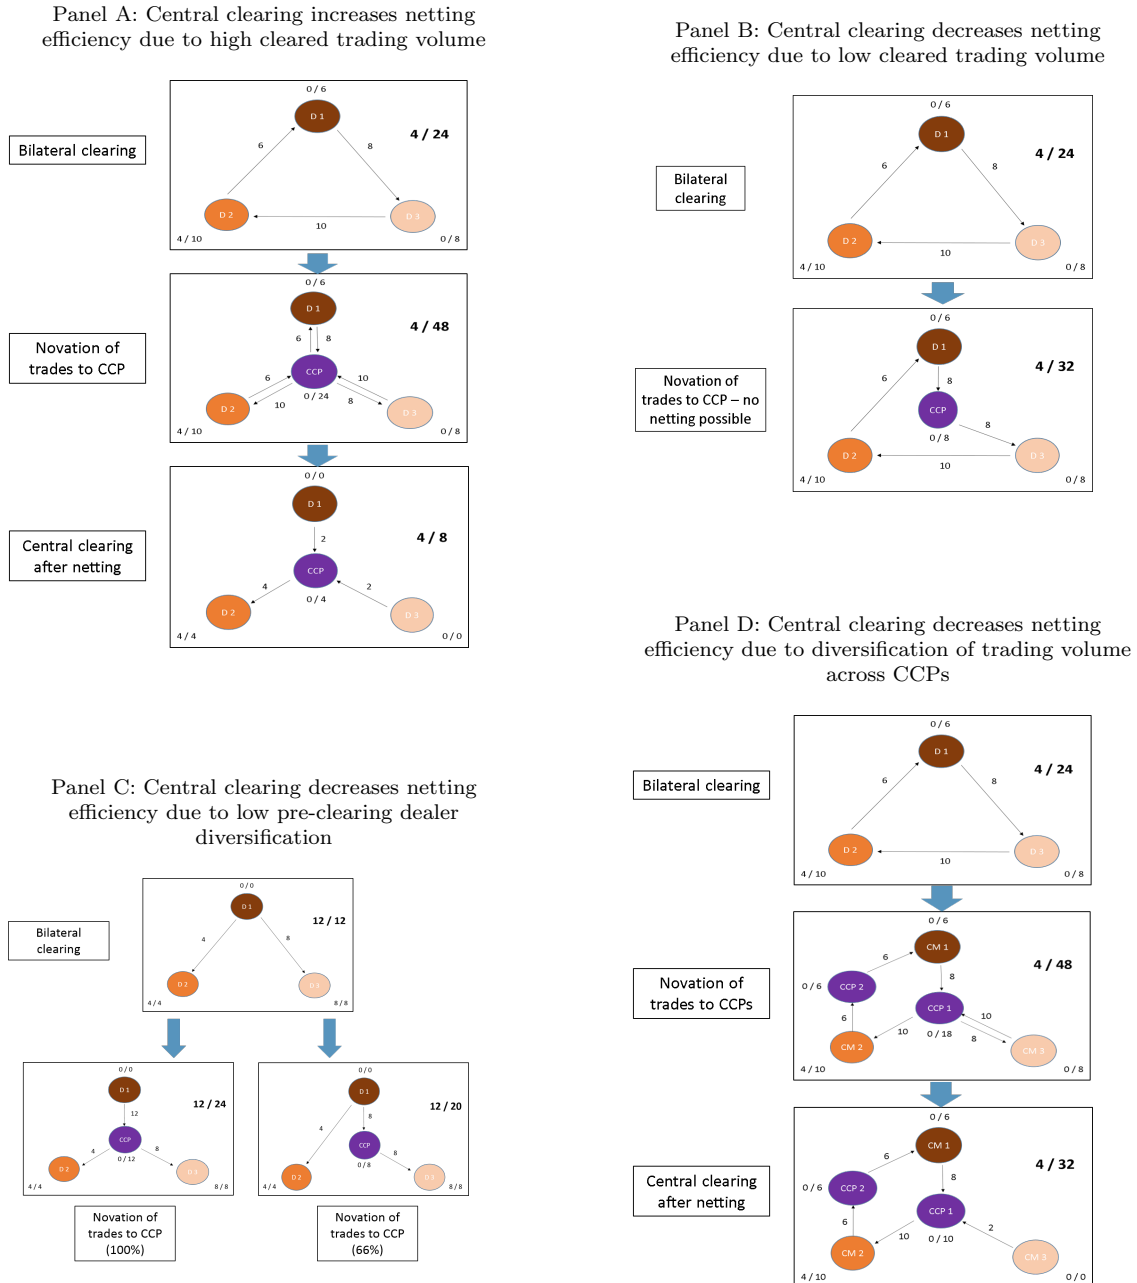 Panel A: Central clearing increases netting
efficiency due to high cleared trading volume
Bilateral clearing
0 / 6
D 1
4 / 24
6
8
D 2
D 3
10
4 / 10
0 / 8
Novation of
trades to CCP
0 / 6
D 1
4 / 48
6
8
CCP
6
10
10
8
0 / 24
D 2
D 3
4 / 10
0 / 8
Central clearing
after netting
0 / 0
D 1
4 / 8
2
CCP
4
2
0 / 4
D 2
D 3
4 / 4
0 / 0
Panel B: Central clearing decreases netting
efficiency due to low cleared trading volume
Bilateral
clearing
0 / 6
D 1
4 / 24
6
8
D 2
D 3
10
4 / 10
0 / 8
Novation of
trades to CCP – no
netting possible
0 / 6
D 1
4 / 32
6
8
CCP
8
0 / 8
D 2
D 3
10
4 / 10
0 / 8
Panel C: Central clearing decreases netting
efficiency due to low pre-clearing dealer
diversification
Bilateral
clearing
0 / 0
D 1
12 / 12
4
8
D 2
D 3
4 / 4
8 / 8
0 / 0
D 1
12 / 24
12
CCP
4
8
0 / 12
D 2
D 3
4 / 4
8 / 8
Novation of
trades to CCP
(100%)
0 / 0
D 1
12 / 20
8
4
CCP
8
0 / 8
D 2
D 3
4 / 4
8 / 8
Novation of
trades to CCP
(66%)
Panel D: Central clearing decreases netting
efficiency due to diversification of trading volume
across CCPs
Bilateral clearing
0 / 6
D 1
4 / 24
6
8
D 2
D 3
10
4 / 10
0 / 8
Novation of
trades to CCPs
0 / 6
CM 1
4 / 48
6
8
0 / 6
CCP 2
CCP 1
6
10
10
8
0 / 18
CM 2
CM 3
4 / 10
0 / 8
Central clearing
after netting
0 / 6
CM 1
4 / 32
6
8
0 / 6
CCP 2
CCP 1
6
10
2
0 / 10
CM 2
CM 3
4 / 10
0 / 0